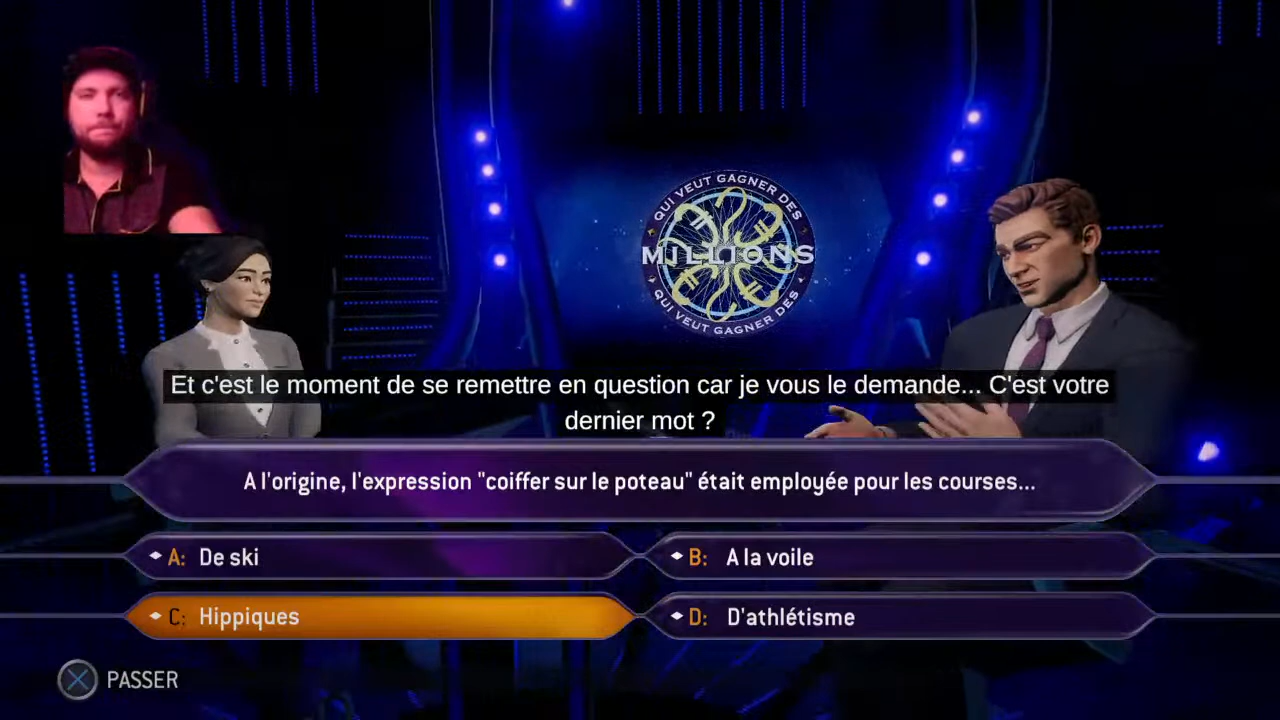 QUI VEUT GAGNER DES
MILLIONS
QUI VEUT GAGNER DES
Et c'est le moment de se remettre en question car je vous le demande... C'est votre
dernier mot ?
A l'origine, l'expression "coiffer sur le poteau" était employée pour les courses...
A: De ski
B: A la voile
C: Hippiques
D: D'athlétisme
PASSER